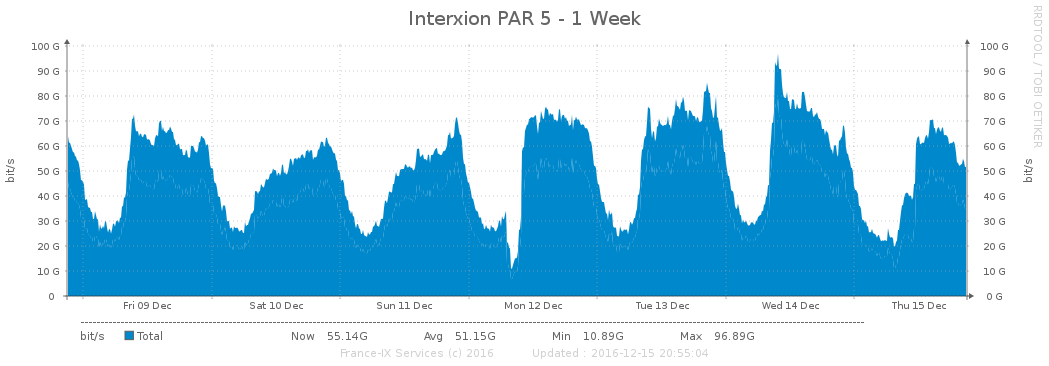 Interxion PAR 5 - 1 Week
RRDTOOL / TOBI OETIKER
100 G 100 G
90 G 90 G
80 G 80 G
70 G 70 G
60 G 60 G
50 G 50 G
40 G 40 G
30 G 30 G
20 G 20 G
10 G 10 G
0 0 G
bit/s
bit/s
Fri 09 Dec Sat 10 Dec Sun 11 Dec Mon 12 Dec Tue 13 Dec Wed 14 Dec Thu 15 Dec
bit/s Total Now 55.14G Avg 51.15G Min 10.89G Max 96.89G
France-IX Services (c) 2016 Updated : 2016-12-15 20:55:04